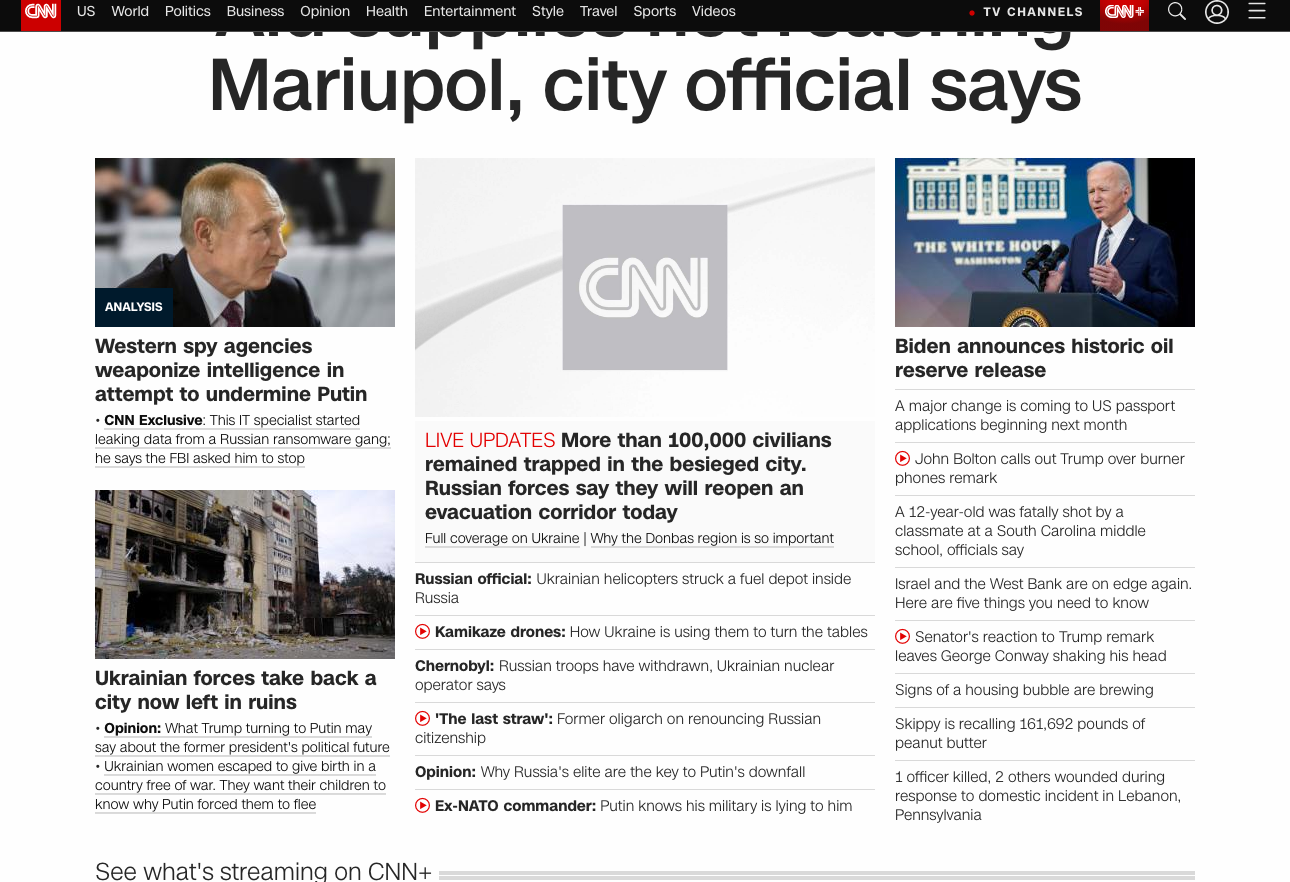 CNN US World Politics Business Opinion Health Entertainment Style Travel Sports Videos • TV CHANNELS CNN+
Aid supplies not reaching
Mariupol, city official says
ANALYSIS
Western spy agencies
weaponize intelligence in
attempt to undermine Putin
• CNN Exclusive: This IT specialist started
leaking data from a Russian ransomware gang;
he says the FBI asked him to stop
Ukrainian forces take back a
city now left in ruins
• Opinion: What Trump turning to Putin may
say about the former president's political future
• Ukrainian women escaped to give birth in a
country free of war. They want their children to
know why Putin forced them to flee
CNN
LIVE UPDATES More than 100,000 civilians
remained trapped in the besieged city.
Russian forces say they will reopen an
evacuation corridor today
Full coverage on Ukraine | Why the Donbas region is so important
Russian official: Ukrainian helicopters struck a fuel depot inside
Russia
Kamikaze drones: How Ukraine is using them to turn the tables
Chernobyl: Russian troops have withdrawn, Ukrainian nuclear
operator says
'The last straw': Former oligarch on renouncing Russian
citizenship
Opinion: Why Russia's elite are the key to Putin's downfall
Ex-NATO commander: Putin knows his military is lying to him
THE WHITE HOUSE
WASHINGTON
Biden announces historic oil
reserve release
A major change is coming to US passport
applications beginning next month
John Bolton calls out Trump over burner
phones remark
A 12-year-old was fatally shot by a
classmate at a South Carolina middle
school, officials say
Israel and the West Bank are on edge again.
Here are five things you need to know
Senator's reaction to Trump remark
leaves George Conway shaking his head
Signs of a housing bubble are brewing
Skippy is recalling 161,692 pounds of
peanut butter
1 officer killed, 2 others wounded during
response to domestic incident in Lebanon,
Pennsylvania
See what's streaming on CNN+